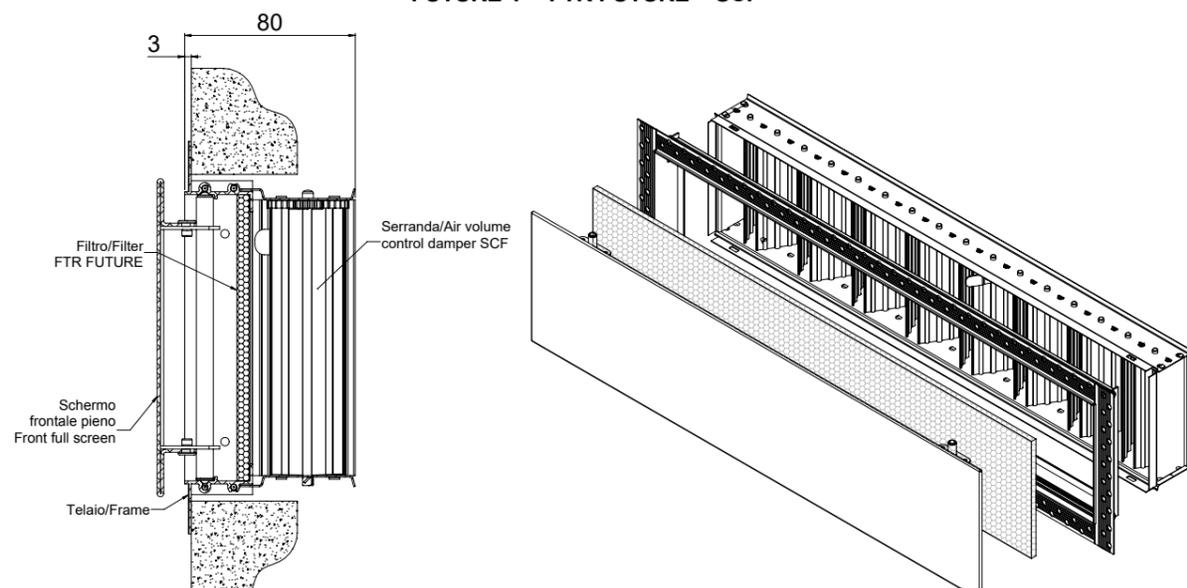 80
3
Serranda/Air volume
control damper SCF
Filtro/Filter
FTR FUTURE
Schermo
frontale pieno
Front full screen
Telaio/Frame